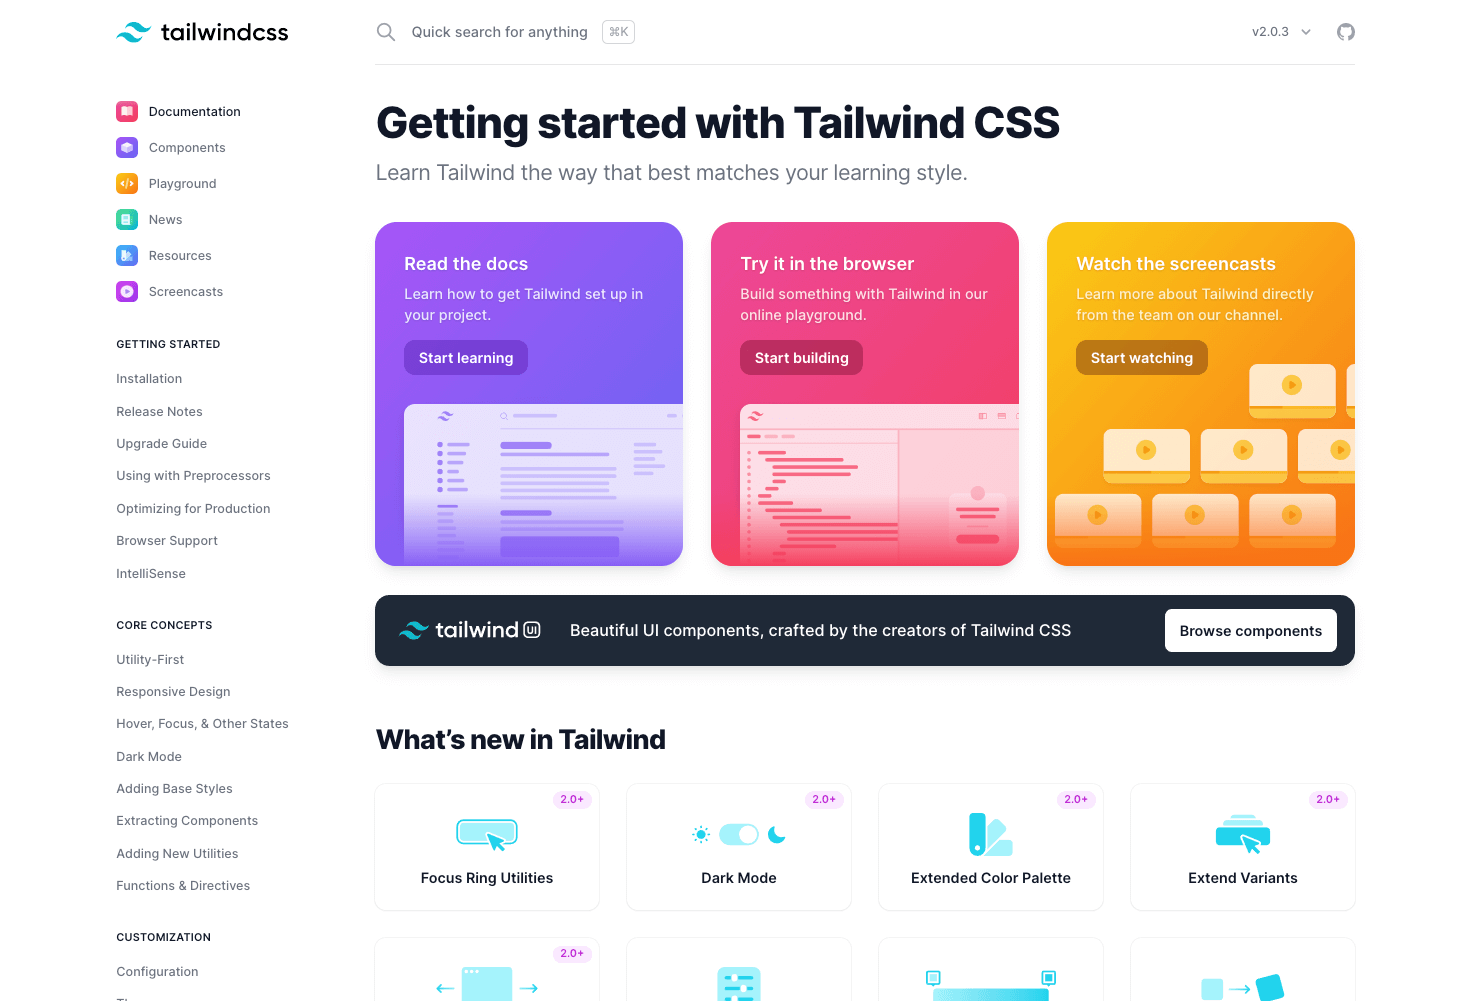 tailwindcss
Quick search for anything ⌘K
v2.0.3
Documentation
Components
Playground
News
Resources
Screencasts
GETTING STARTED
Installation
Release Notes
Upgrade Guide
Using with Preprocessors
Optimizing for Production
Browser Support
IntelliSense
CORE CONCEPTS
Utility-First
Responsive Design
Hover, Focus, & Other States
Dark Mode
Adding Base Styles
Extracting Components
Adding New Utilities
Functions & Directives
CUSTOMIZATION
Configuration
Getting started with Tailwind CSS
Learn Tailwind the way that best matches your learning style.
Read the docs
Learn how to get Tailwind set up in
your project.
Start learning
Try it in the browser
Build something with Tailwind in our
online playground.
Start building
Watch the screencasts
Learn more about Tailwind directly
from the team on our channel.
Start watching
tailwind UI
Beautiful UI components, crafted by the creators of Tailwind CSS
Browse components
What’s new in Tailwind
2.0+
Focus Ring Utilities
2.0+
Dark Mode
2.0+
Extended Color Palette
2.0+
Extend Variants
2.0+